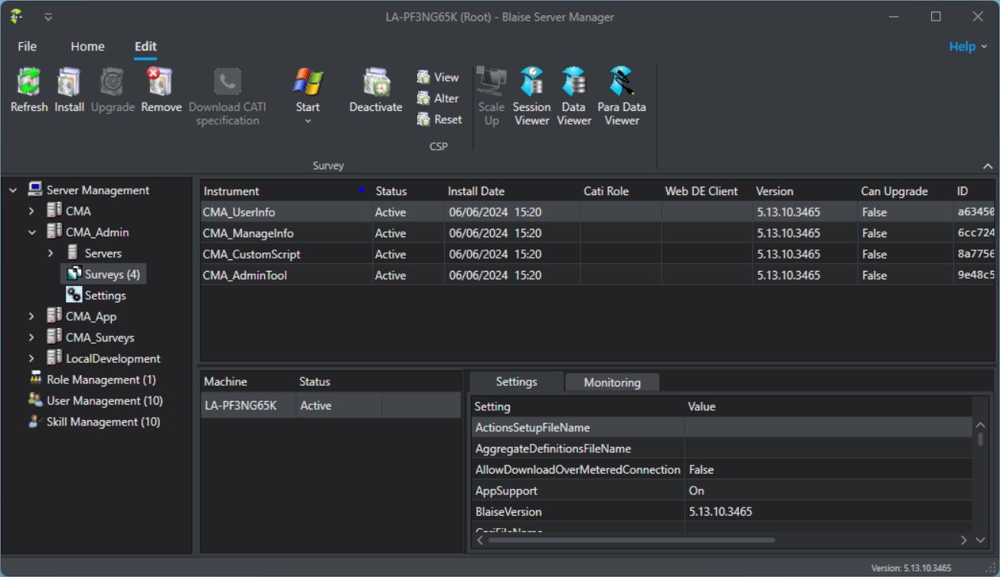 LA-PF3NG65K (Root) - Blaise Server Manager
File Home Edit Help
Refresh Install Upgrade Remove Download CATI specification Start Deactivate View Alter Reset Scale Up Session Viewer Data Viewer Para Data Viewer
CSP
Survey
Server Management
CMA
CMA_Admin
Servers
Surveys (4)
Settings
CMA_App
CMA_Surveys
LocalDevelopment
Role Management (1)
User Management (10)
Skill Management (10)
Instrument Status Install Date Cati Role Web DE Client Version Can Upgrade ID
CMA_UserInfo Active 06/06/2024 15:20 5.13.10.3465 False a63450
CMA_ManageInfo Active 06/06/2024 15:20 5.13.10.3465 False 6cc724
CMA_CustomScript Active 06/06/2024 15:20 5.13.10.3465 False 8a7756
CMA_AdminTool Active 06/06/2024 15:20 5.13.10.3465 False 9e48c5
Machine Status
LA-PF3NG65K Active
Settings Monitoring
Setting Value
ActionsSetupFileName
AggregateDefinitionsFileName
AllowDownloadOverMeteredConnection False
AppSupport On
BlaiseVersion 5.13.10.3465
CariFileName
Version: 5.13.10.3465